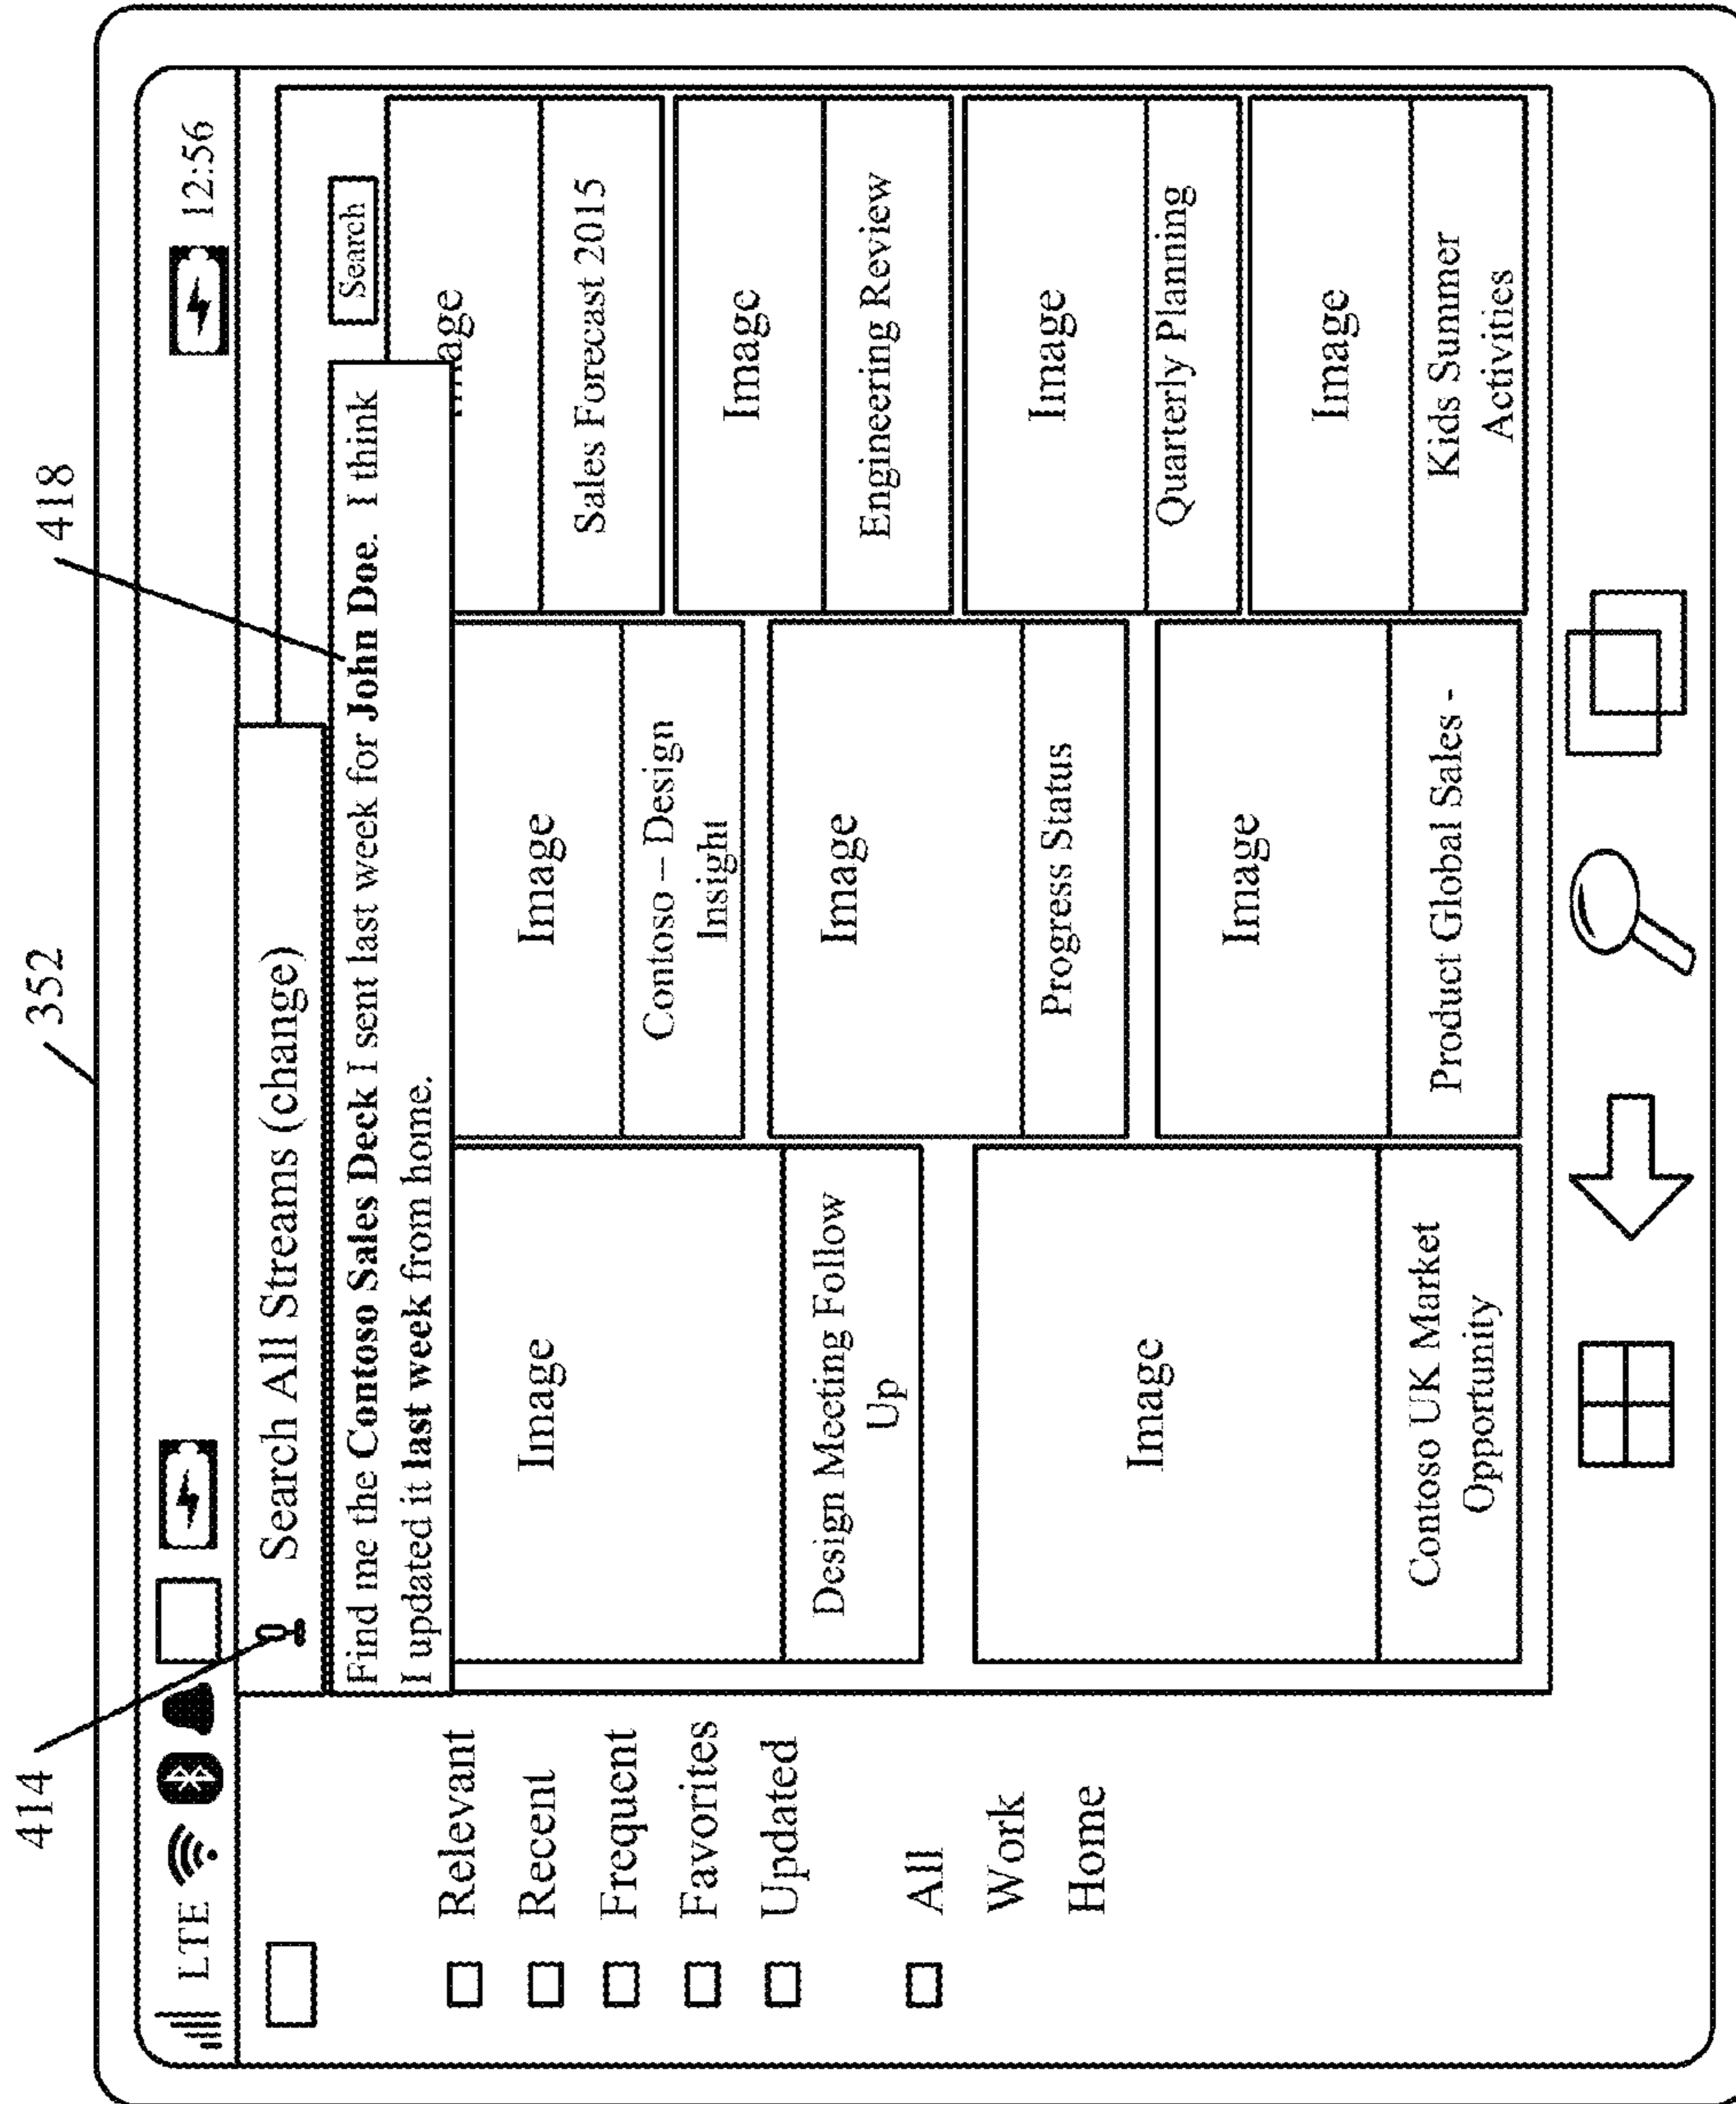 352
418
414
LTE
12:56
Search All Streams (change)
Search
Find me the Contoso Sales Deck I sent last week for John Doe. I think
I updated it last week from home.
Relevant
Recent
Frequent
Favorites
Updated
All
Work
Home
Image
Design Meeting Follow
Up
Image
Contoso UK Market
Opportunity
Image
Contoso – Design
Insight
Image
Progress Status
Image
Product Global Sales -
Image
Sales Forecast 2015
Image
Engineering Review
Image
Quarterly Planning
Image
Kids Summer
Activities